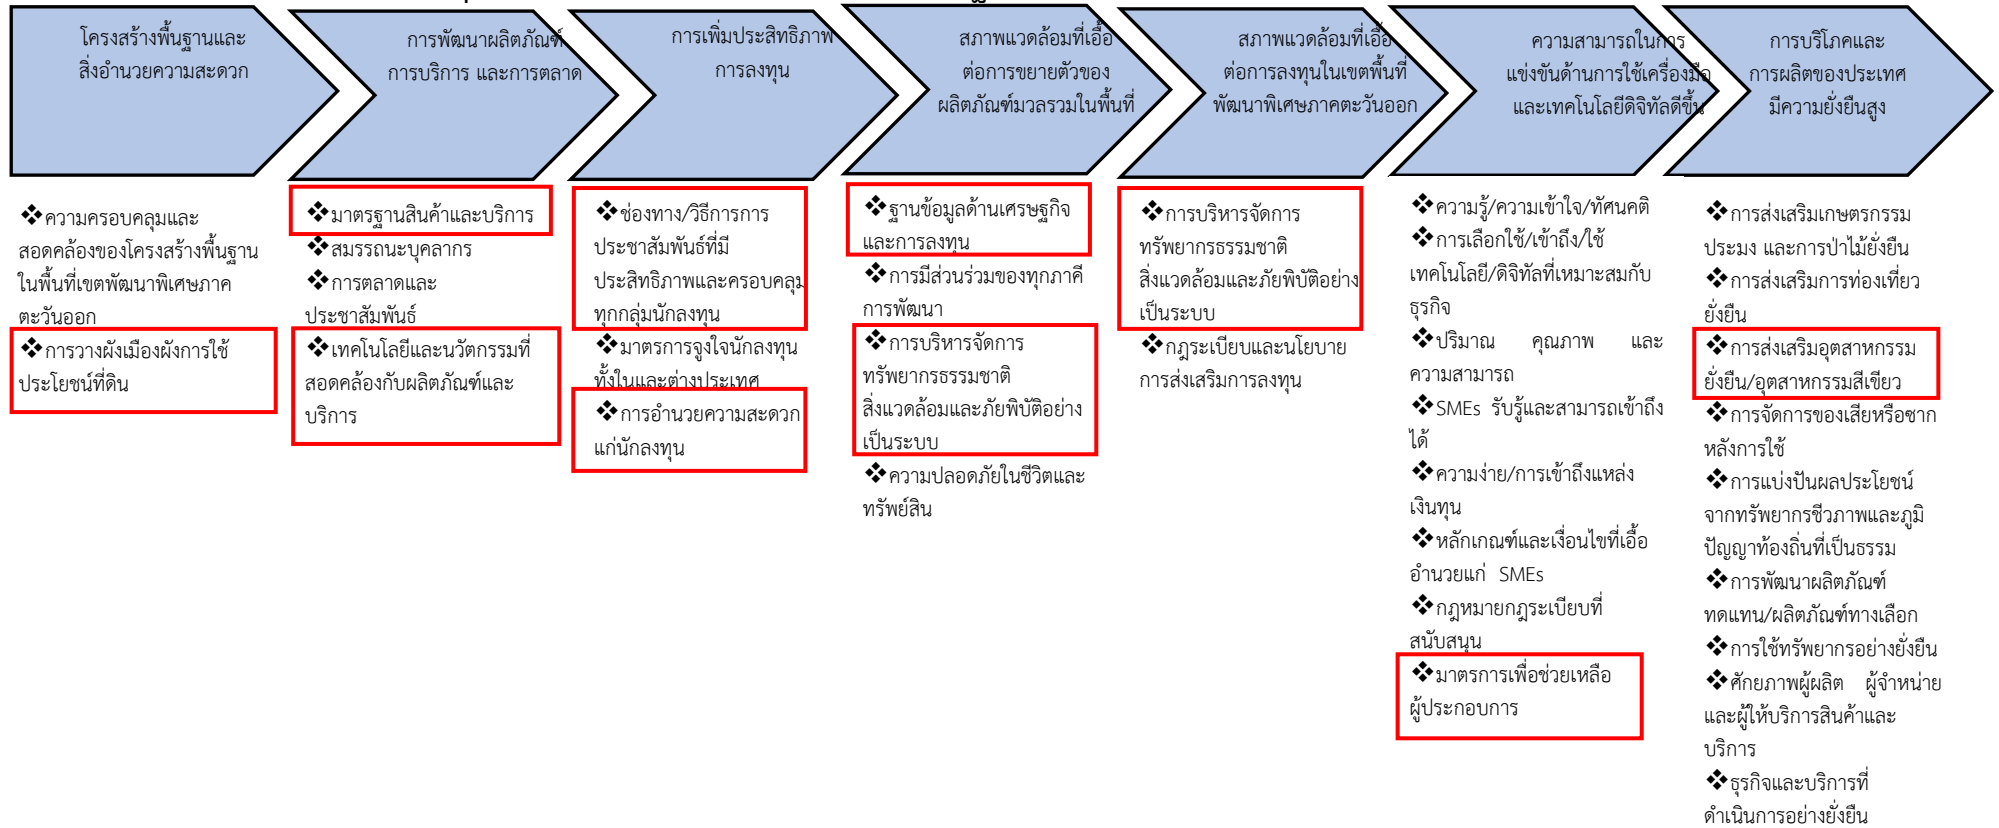 โครงสร้างพื้นฐานและ
สิ่งอำนวยความสะดวก
การพัฒนาผลิตภัณฑ์
การบริการ และการตลาด
การเพิ่มประสิทธิภาพ
การลงทุน
สภาพแวดล้อมที่เอื้อ
ต่อการขยายตัวของ
ผลิตภัณฑ์มวลรวมในพื้นที่
สภาพแวดล้อมที่เอื้อ
ต่อการลงทุนในเขตพื้นที่
พัฒนาพิเศษภาคตะวันออก
ความสามารถในการ
แข่งขันด้านการใช้เครื่องมือ
และเทคโนโลยีดิจิทัลดีขึ้น
การบริโภคและ
การผลิตของประเทศ
มีความยั่งยืนสูง
❖ความครอบคลุมและ
สอดคล้องของโครงสร้างพื้นฐาน
ในพื้นที่เขตพัฒนาพิเศษภาค
ตะวันออก
❖การวางผังเมืองผังการใช้
ประโยชน์ที่ดิน
❖มาตรฐานสินค้าและบริการ
❖สมรรถนะบุคลากร
❖การตลาดและ
ประชาสัมพันธ์
❖เทคโนโลยีและนวัตกรรมที่
สอดคล้องกับผลิตภัณฑ์และ
บริการ
❖ช่องทาง/วิธีการการ
ประชาสัมพันธ์ที่มี
ประสิทธิภาพและครอบคลุม
ทุกกลุ่มนักลงทุน
❖มาตรการจูงใจนักลงทุน
ทั้งในและต่างประเทศ
❖การอำนวยความสะดวก
แก่นักลงทุน
❖ฐานข้อมูลด้านเศรษฐกิจ
และการลงทุน
❖การมีส่วนร่วมของทุกภาคี
การพัฒนา
❖การบริหารจัดการ
ทรัพยากรธรรมชาติ
สิ่งแวดล้อมและภัยพิบัติอย่าง
เป็นระบบ
❖ความปลอดภัยในชีวิตและ
ทรัพย์สิน
❖การบริหารจัดการ
ทรัพยากรธรรมชาติ
สิ่งแวดล้อมและภัยพิบัติอย่าง
เป็นระบบ
❖กฎระเบียบและนโยบาย
การส่งเสริมการลงทุน
❖ความรู้/ความเข้าใจ/ทัศนคติ
❖การเลือกใช้/เข้าถึง/ใช้
เทคโนโลยี/ดิจิทัลที่เหมาะสมกับ
ธุรกิจ
❖ปริมาณ คุณภาพ และ
ความสามารถ
❖SMEs รับรู้และสามารถเข้าถึง
ได้
❖ความง่าย/การเข้าถึงแหล่ง
เงินทุน
❖หลักเกณฑ์และเงื่อนไขที่เอื้อ
อำนวยแก่ SMEs
❖กฎหมายกฎระเบียบที่
สนับสนุน
❖มาตรการเพื่อช่วยเหลือ
ผู้ประกอบการ
❖การส่งเสริมเกษตรกรรม
ประมง และการป่าไม้ยั่งยืน
❖การส่งเสริมการท่องเที่ยว
ยั่งยืน
❖การส่งเสริมอุตสาหกรรม
ยั่งยืน/อุตสาหกรรมสีเขียว
❖การจัดการของเสียหรือซาก
หลังการใช้
❖การแบ่งปันผลประโยชน์
จากทรัพยากรชีวภาพและภูมิ
ปัญญาท้องถิ่นที่เป็นธรรม
❖การพัฒนาผลิตภัณฑ์
ทดแทน/ผลิตภัณฑ์ทางเลือก
❖การใช้ทรัพยากรอย่างยั่งยืน
❖ศักยภาพผู้ผลิต ผู้จำหน่าย
และผู้ให้บริการสินค้าและ
บริการ
❖ธุรกิจและบริการที่
ดำเนินการอย่างยั่งยืน